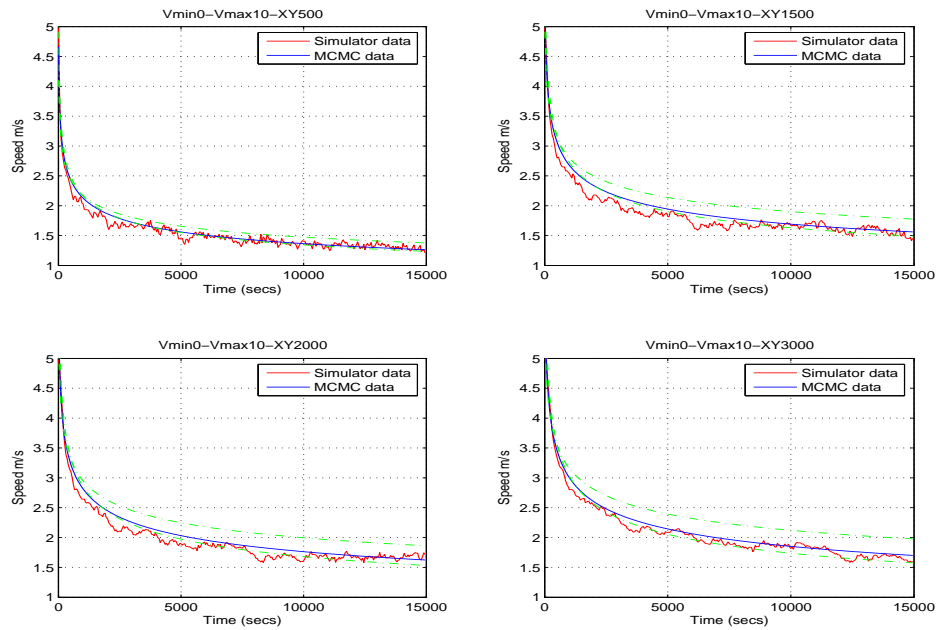 Vmin0-Vmax10-XY500
Simulator data
MCMC data
Speed m/s
5
4.5
4
3.5
3
2.5
2
1.5
1
0
5000
10000
15000
Time (secs)
Vmin0-Vmax10-XY1500
Simulator data
MCMC data
Speed m/s
5
4.5
4
3.5
3
2.5
2
1.5
1
0
5000
10000
15000
Time (secs)
Vmin0-Vmax10-XY2000
Simulator data
MCMC data
Speed m/s
5
4.5
4
3.5
3
2.5
2
1.5
1
0
5000
10000
15000
Time (secs)
Vmin0-Vmax10-XY3000
Simulator data
MCMC data
Speed m/s
5
4.5
4
3.5
3
2.5
2
1.5
1
0
5000
10000
15000
Time (secs)